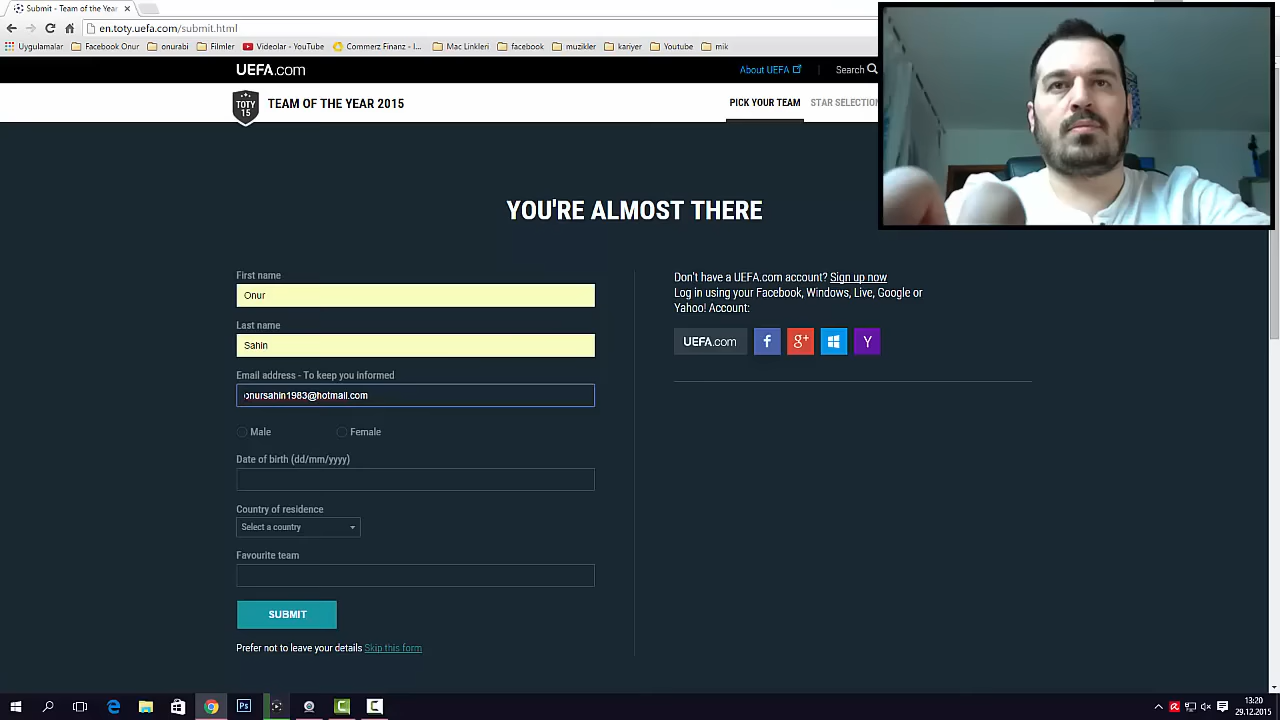 Submit - Team of the Year
en.toty.uefa.com/submit.html
Uygulamalar Facebook Onur onurabi Filmler Videolar - YouTube Commerz Finanz - I... Mac Linkleri facebook muzikler kariyer Youtube mik
UEFA.com About UEFA Search
TOTY 15
TEAM OF THE YEAR 2015 PICK YOUR TEAM STAR SELECTION
YOU'RE ALMOST THERE
First name
Onur
Last name
Sahin
Email address - To keep you informed
onursahin1983@hotmail.com
Male Female
Date of birth (dd/mm/yyyy)
Country of residence
Select a country
Favourite team
SUBMIT
Prefer not to leave your details Skip this form
Don't have a UEFA.com account? Sign up now
Log in using your Facebook, Windows, Live, Google or
Yahoo! Account:
UEFA.com f g+ Y
Ps
13:20
29.12.2015